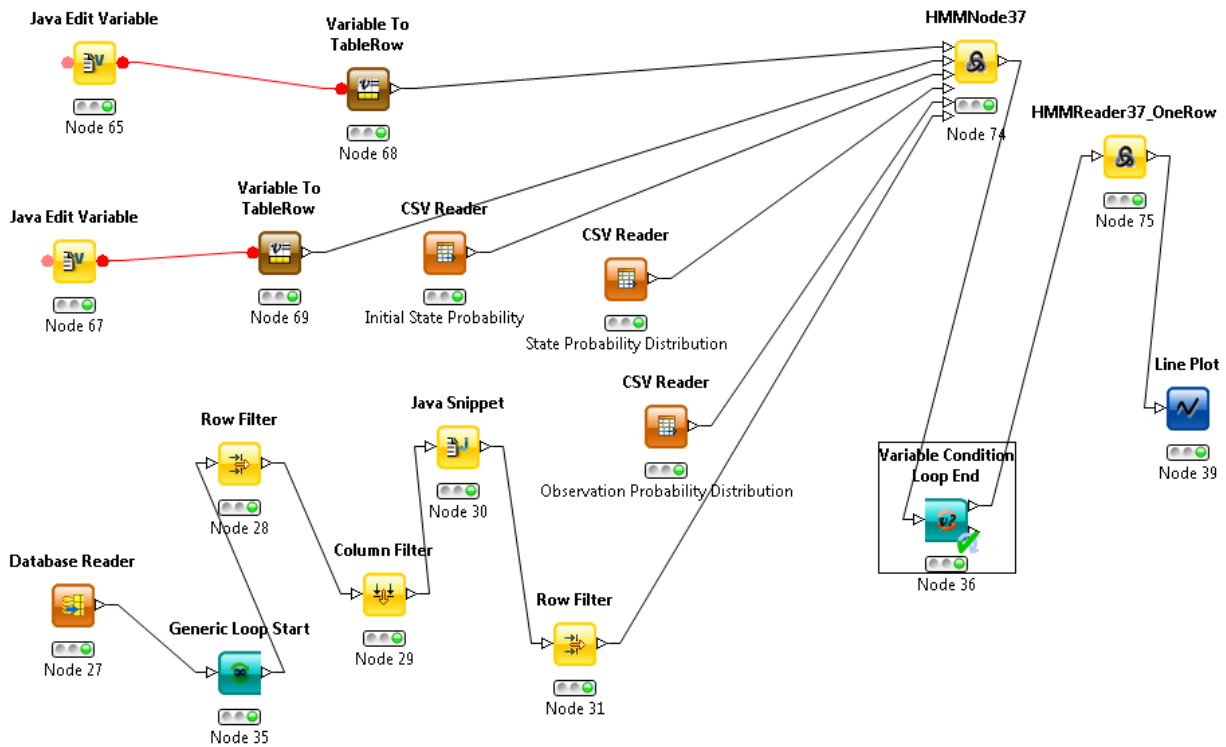 Java Edit Variable
Node 65
Variable To
TableRow
Node 68
HMMNode37
Node 74
HMMReader37_OneRow
Node 75
Java Edit Variable
Node 67
Variable To
TableRow
Node 69
CSV Reader
Initial State Probability
CSV Reader
State Probability Distribution
CSV Reader
Observation Probability Distribution
Line Plot
Node 39
Row Filter
Node 28
Java Snippet
Node 30
Variable Condition
Loop End
Node 36
Database Reader
Node 27
Generic Loop Start
Node 35
Column Filter
Node 29
Row Filter
Node 31